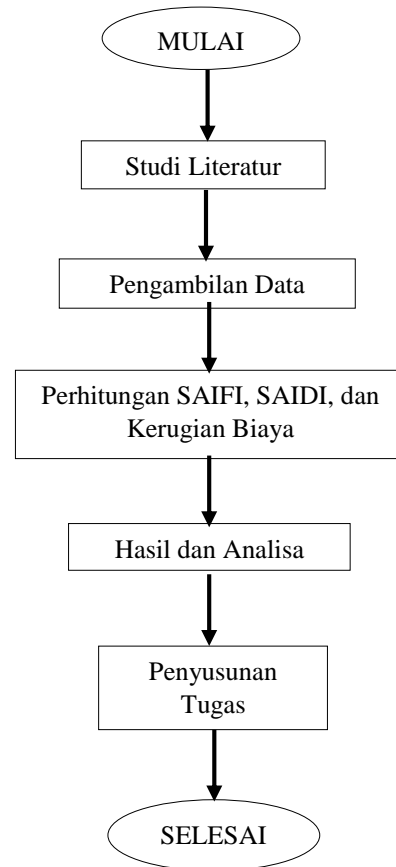 MULAI
Studi Literatur
Pengambilan Data
Perhitungan SAIFI, SAIDI, dan
Kerugian Biaya
Hasil dan Analisa
Penyusunan
Tugas
SELESAI